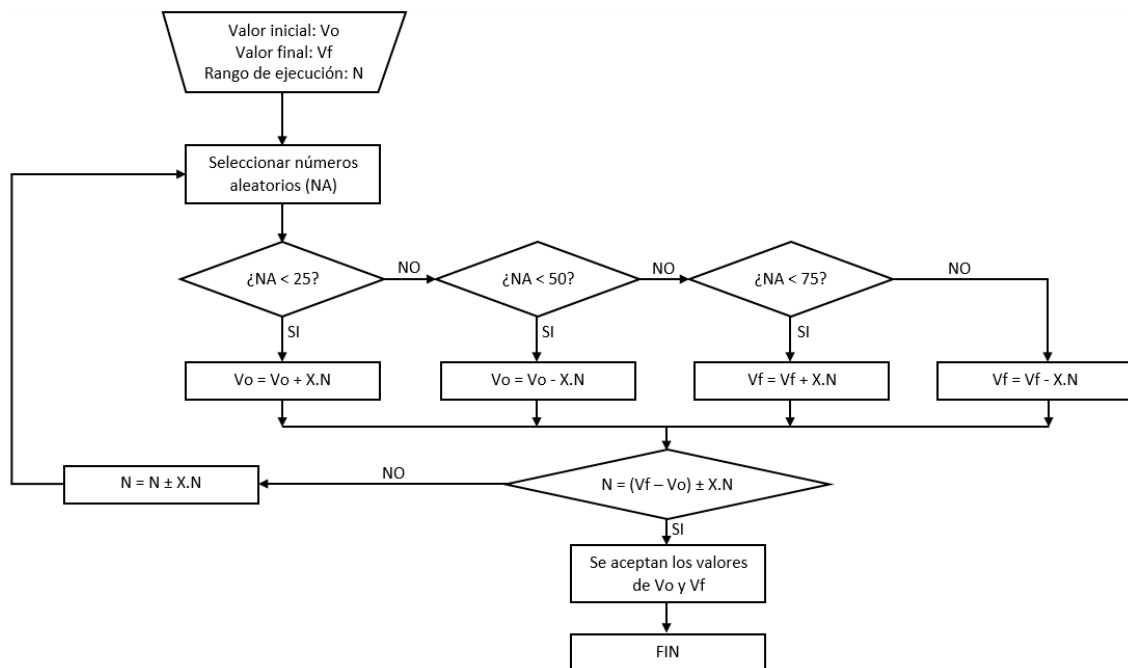 Valor inicial: Vo
Valor final: Vf
Rango de ejecución: N
Seleccionar números
aleatorios (NA)
¿NA < 25?
NO
¿NA < 50?
NO
¿NA < 75?
NO
SI
SI
SI
Vo = Vo + X.N
Vo = Vo - X.N
Vf = Vf + X.N
Vf = Vf - X.N
N = N ± X.N
NO
N = (Vf – Vo) ± X.N
SI
Se aceptan los valores
de Vo y Vf
FIN